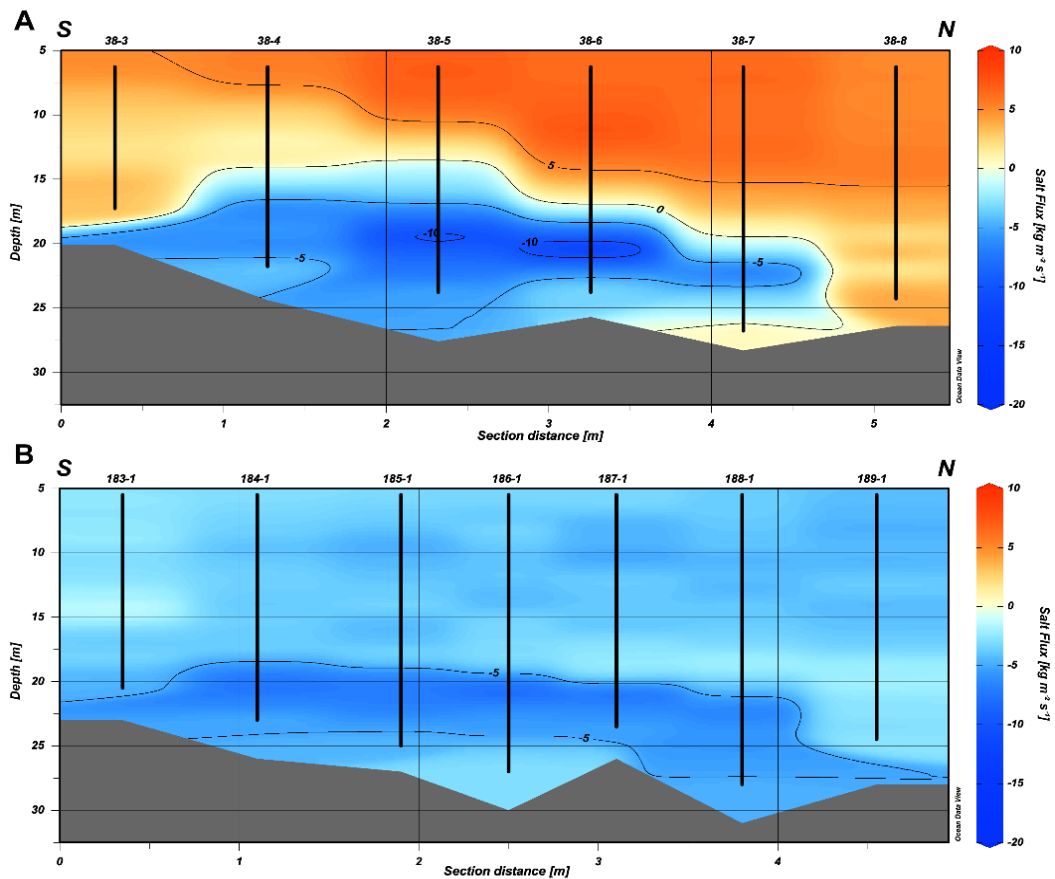 A
S
N
38-3 38-4 38-5 38-6 38-7 38-8
5
10
15
20
25
30
Depth [m]
5
0
-10
-10
-5
-5
0 1 2 3 4 5
Section distance [m]
Ocean Data View
10
5
0
-5
-10
-15
-20
Salt Flux [kg m⁻² s⁻¹]
B
S
N
183-1 184-1 185-1 186-1 187-1 188-1 189-1
5
10
15
20
25
30
Depth [m]
-5
-5
0 1 2 3 4
Section distance [m]
Ocean Data View
10
5
0
-5
-10
-15
-20
Salt Flux [kg m⁻² s⁻¹]